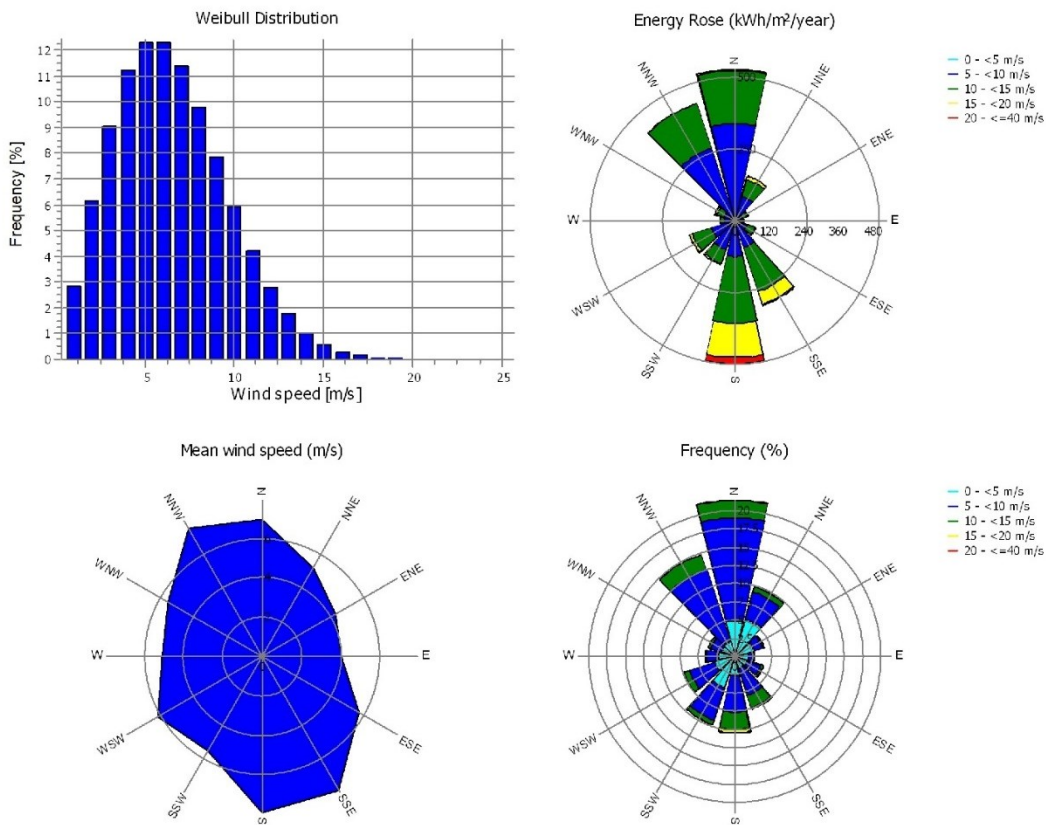 Weibull Distribution
Frequency [%]
12
11
10
9
8
7
6
5
4
3
2
1
0
5
10
15
20
25
Wind speed [m/s]
Energy Rose (kWh/m²/year)
N
NNE
ENE
E
ESE
SSE
S
SSW
WSW
W
WNW
NNW
500
120
240
360
480
0 - <5 m/s
5 - <10 m/s
10 - <15 m/s
15 - <20 m/s
20 - <=40 m/s
Mean wind speed (m/s)
N
NNE
ENE
E
ESE
SSE
S
SSW
WSW
W
WNW
NNW
Frequency (%)
N
NNE
ENE
E
ESE
SSE
S
SSW
WSW
W
WNW
NNW
20
0 - <5 m/s
5 - <10 m/s
10 - <15 m/s
15 - <20 m/s
20 - <=40 m/s